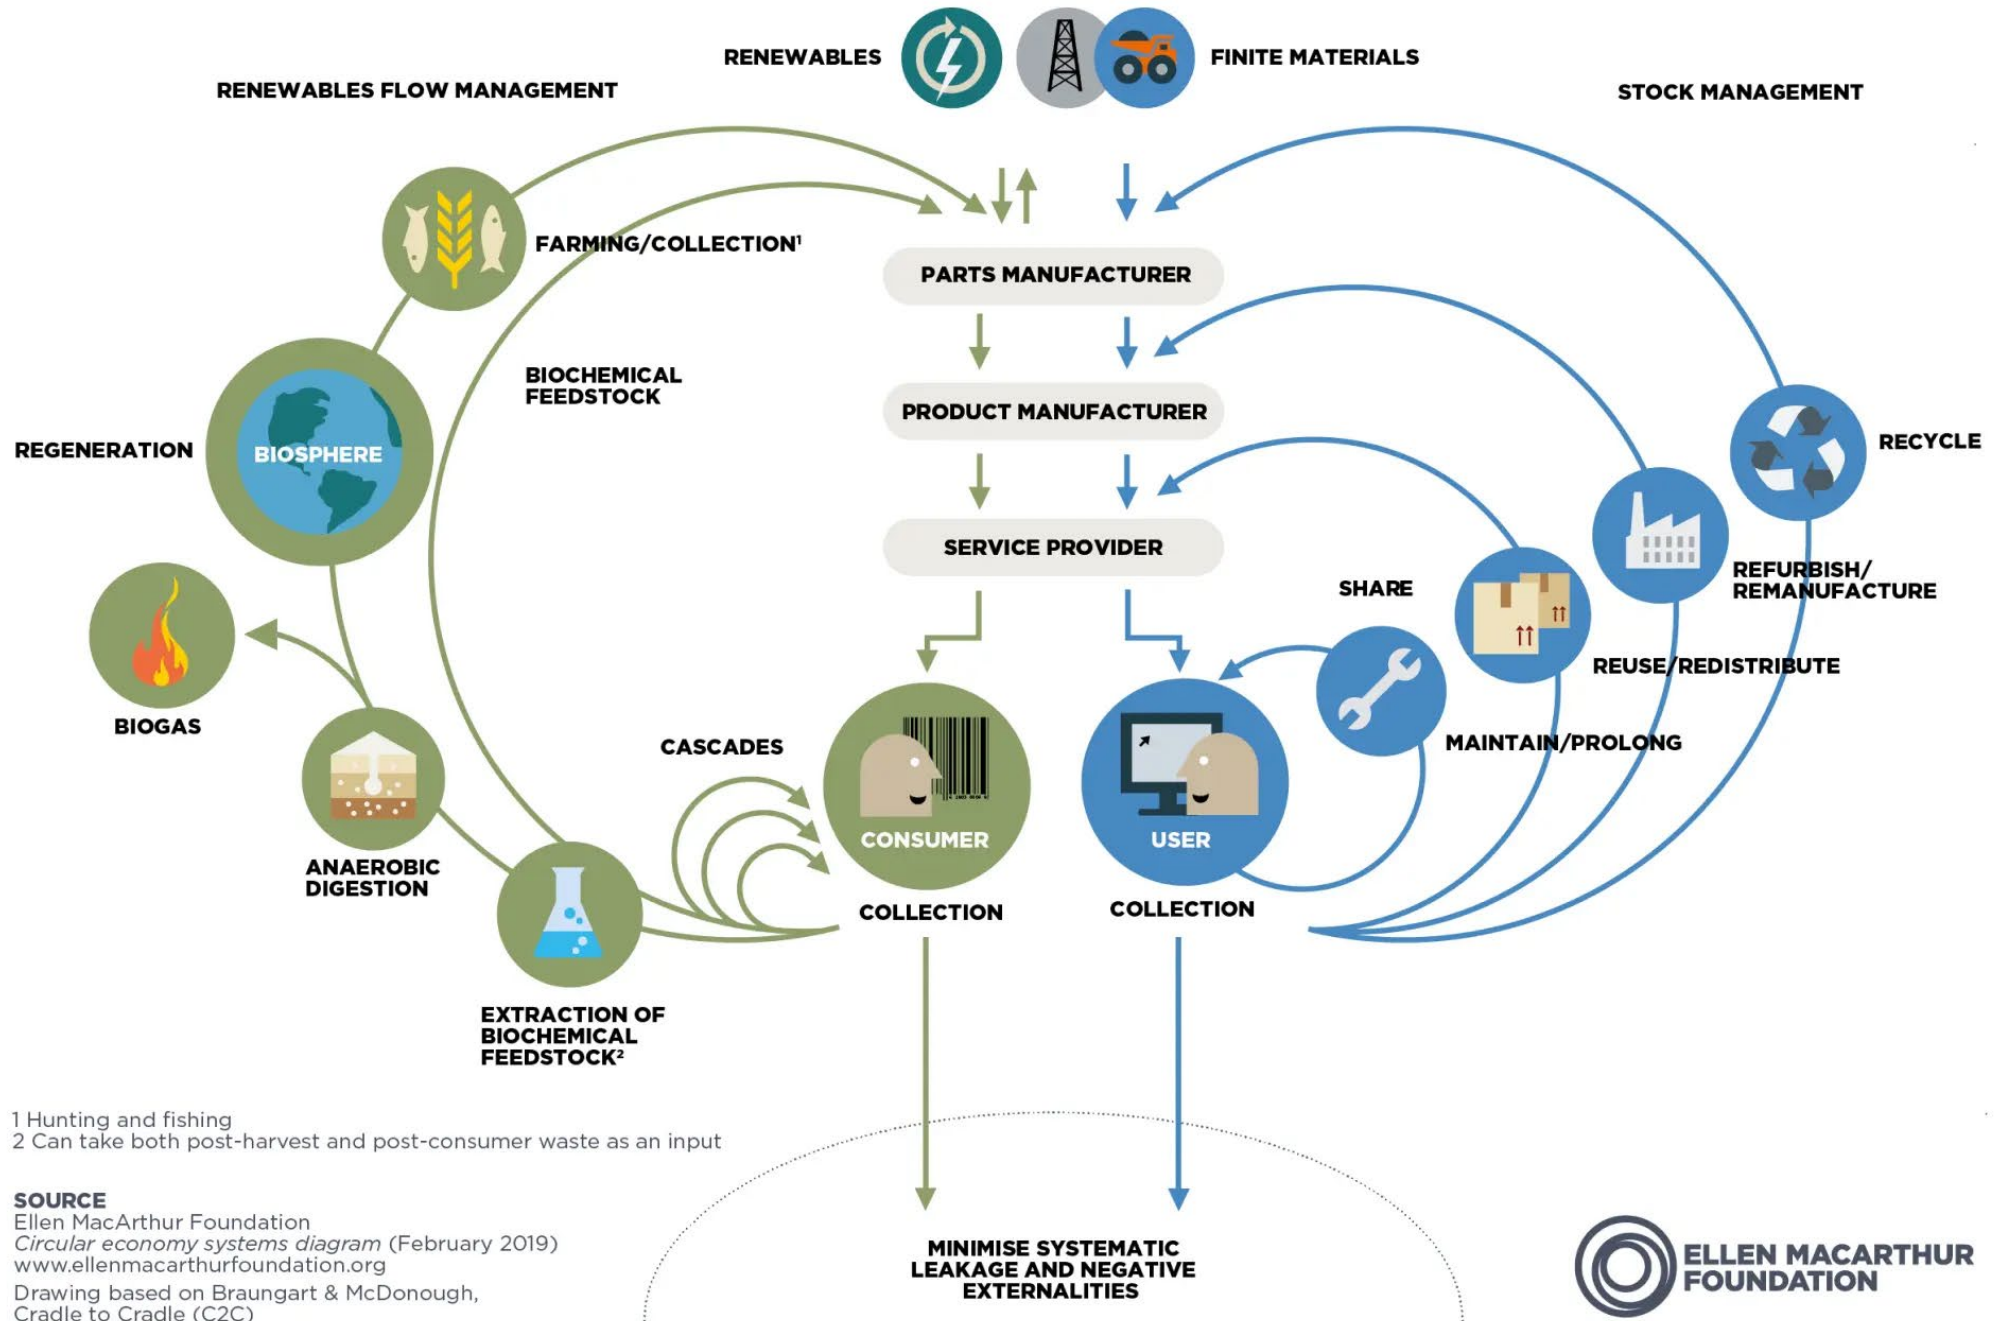 RENEWABLES
FINITE MATERIALS
RENEWABLES FLOW MANAGEMENT
STOCK MANAGEMENT
FARMING/COLLECTION¹
PARTS MANUFACTURER
BIOCHEMICAL
FEEDSTOCK
PRODUCT MANUFACTURER
REGENERATION
BIOSPHERE
RECYCLE
SERVICE PROVIDER
SHARE
REFURBISH/
REMANUFACTURE
REUSE/REDISTRIBUTE
BIOGAS
CASCADES
MAINTAIN/PROLONG
CONSUMER
USER
ANAEROBIC
DIGESTION
COLLECTION
COLLECTION
EXTRACTION OF
BIOCHEMICAL
FEEDSTOCK²
1 Hunting and fishing
2 Can take both post-harvest and post-consumer waste as an input
SOURCE
Ellen MacArthur Foundation
Circular economy systems diagram (February 2019)
www.ellenmacarthurfoundation.org
Drawing based on Braungart & McDonough,
Cradle to Cradle (C2C)
MINIMISE SYSTEMATIC
LEAKAGE AND NEGATIVE
EXTERNALITIES
ELLEN MACARTHUR
FOUNDATION